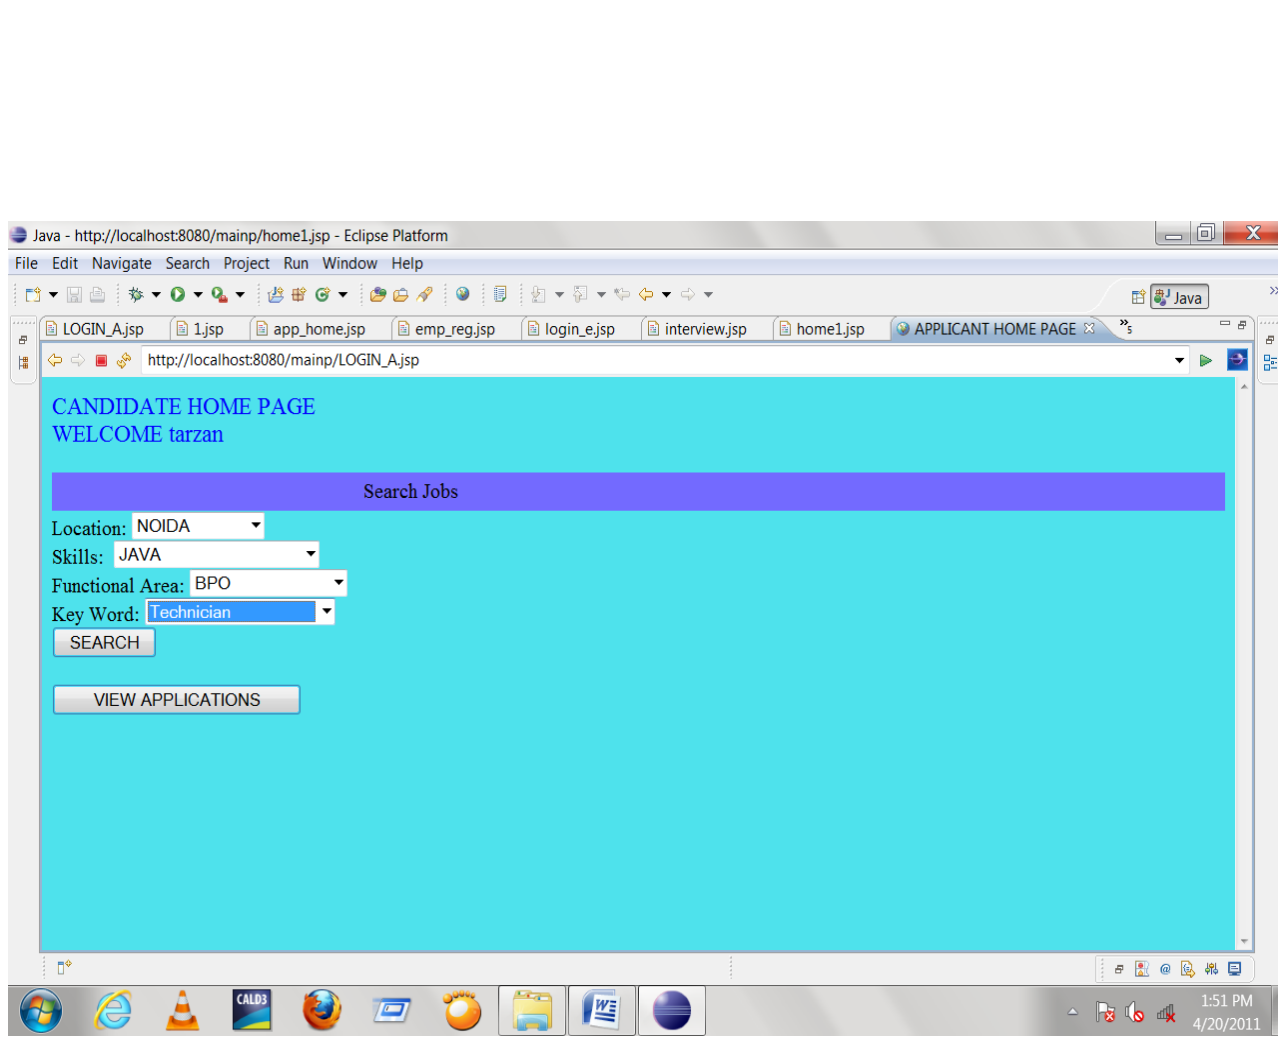 Java - http://localhost:8080/mainp/home1.jsp - Eclipse Platform
File Edit Navigate Search Project Run Window Help
Java
LOGIN_A.jsp 1.jsp app_home.jsp emp_reg.jsp login_e.jsp interview.jsp home1.jsp APPLICANT HOME PAGE »5
http://localhost:8080/mainp/LOGIN_A.jsp
CANDIDATE HOME PAGE
WELCOME tarzan
Search Jobs
Location: NOIDA
Skills: JAVA
Functional Area: BPO
Key Word: Technician
SEARCH
VIEW APPLICATIONS
CALD3
1:51 PM
4/20/2011